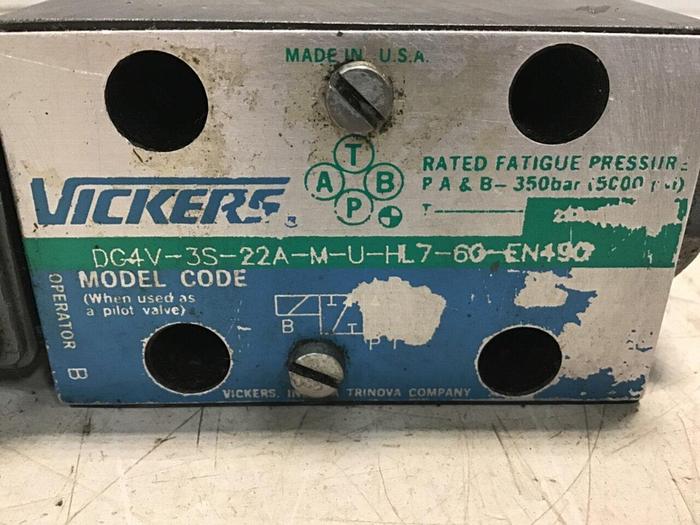 MADE IN U.S.A.
VICKERS
T
A B
P
RATED FATIGUE PRESSURE
P A & B - 350bar (5000 psi)
T
DG4V-3S-22A-M-U-HL7-60-EN490
MODEL CODE
(When used as
a pilot valve)
OPERATOR B
B
P T
VICKERS, TRINOVA COMPANY